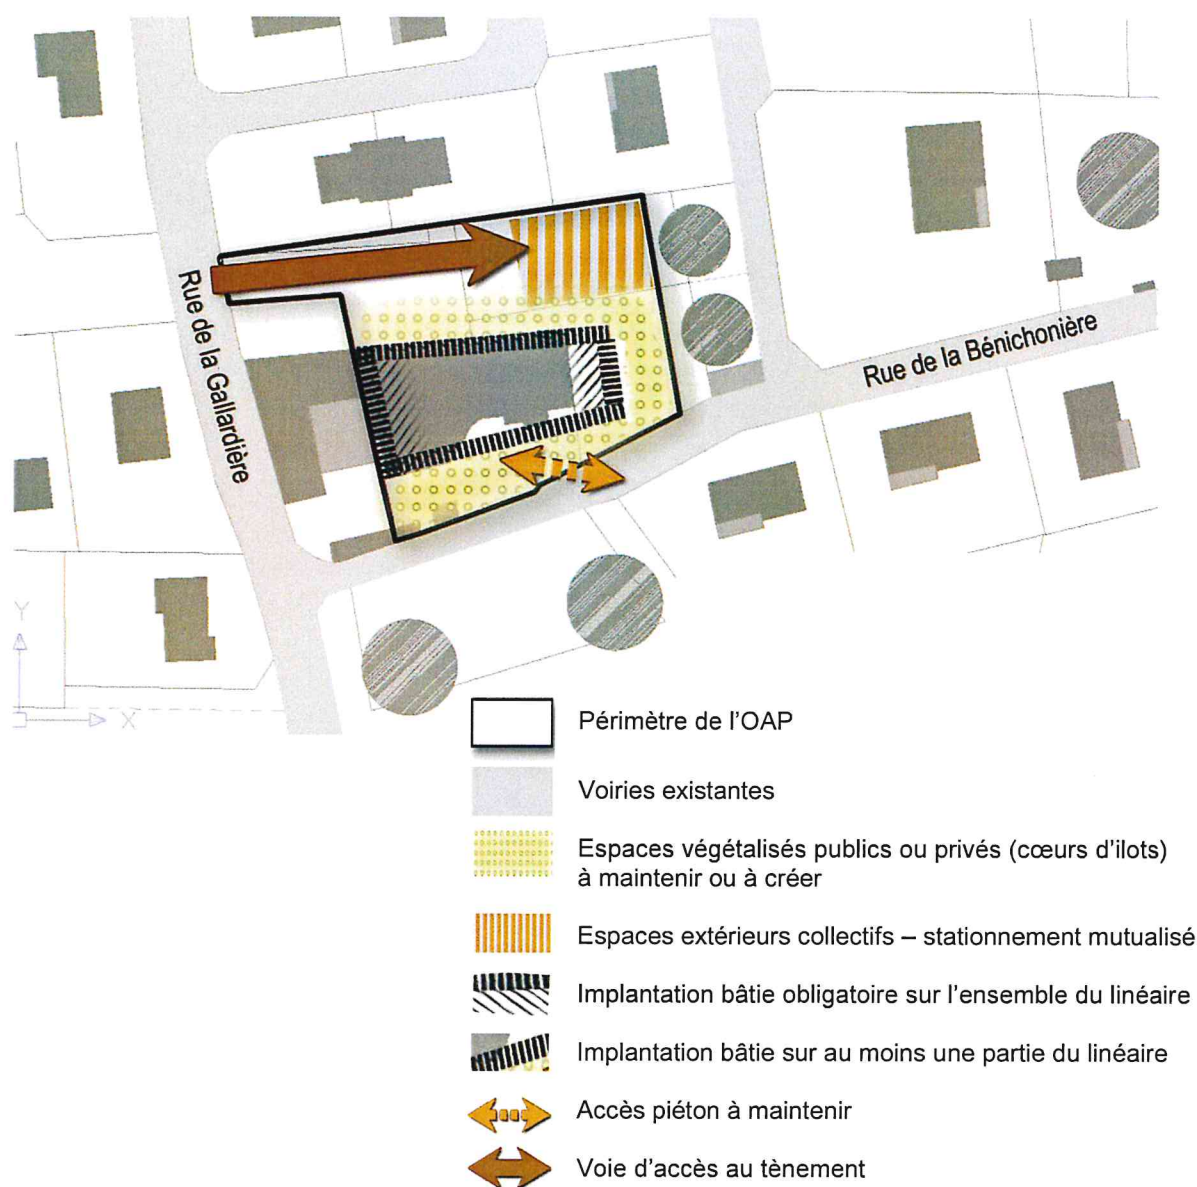 Rue de la Gallardière
Rue de la Bénichonière
Y
X
Périmètre de l'OAP
Voiries existantes
Espaces végétalisés publics ou privés (cœurs d'ilots)
à maintenir ou à créer
Espaces extérieurs collectifs – stationnement mutualisé
Implantation bâtie obligatoire sur l'ensemble du linéaire
Implantation bâtie sur au moins une partie du linéaire
Accès piéton à maintenir
Voie d'accès au tènement